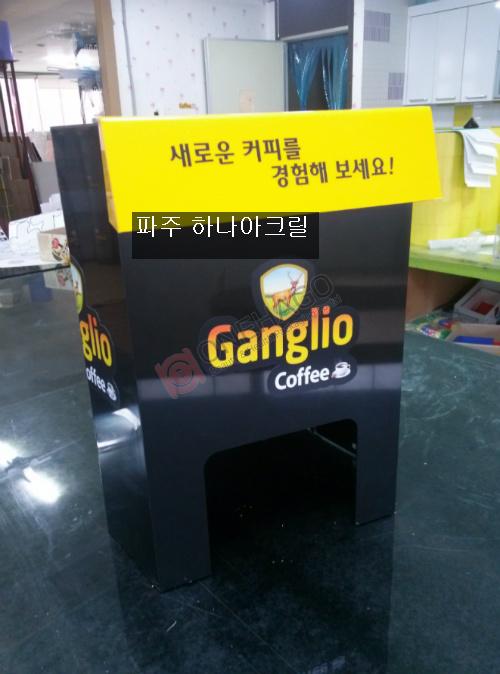 새로운 커피를
경험해 보세요!
파주 하나아크릴
Ganglio
Coffee
glio
offee